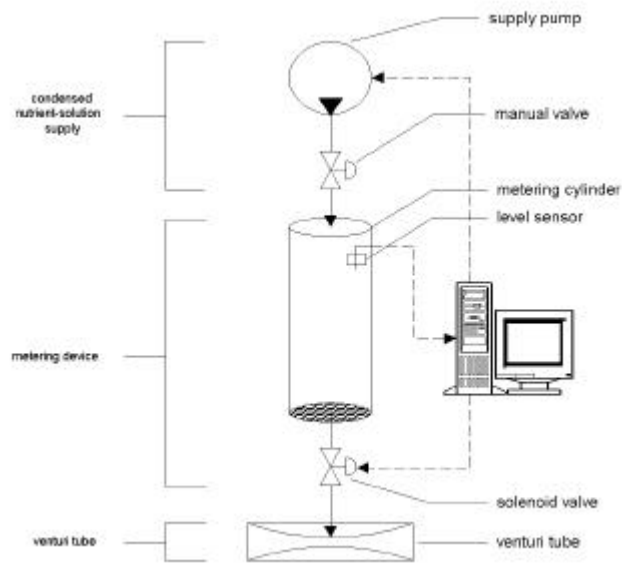 supply pump
condensed
nutrient-solution
supply
manual valve
metering cylinder
level sensor
metering device
solenoid valve
venturi tube
venturi tube